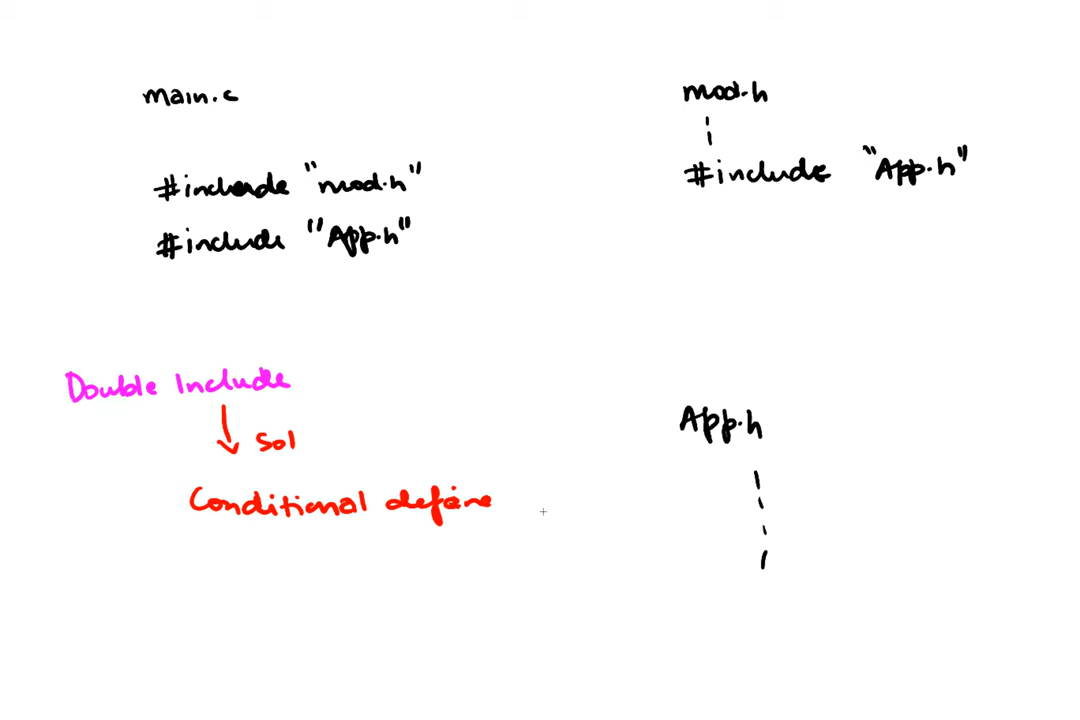 main.c
#include "mod.h"
#include "App.h"
mod.h
#include "App.h"
Double Include
Sol
Conditional define
App.h